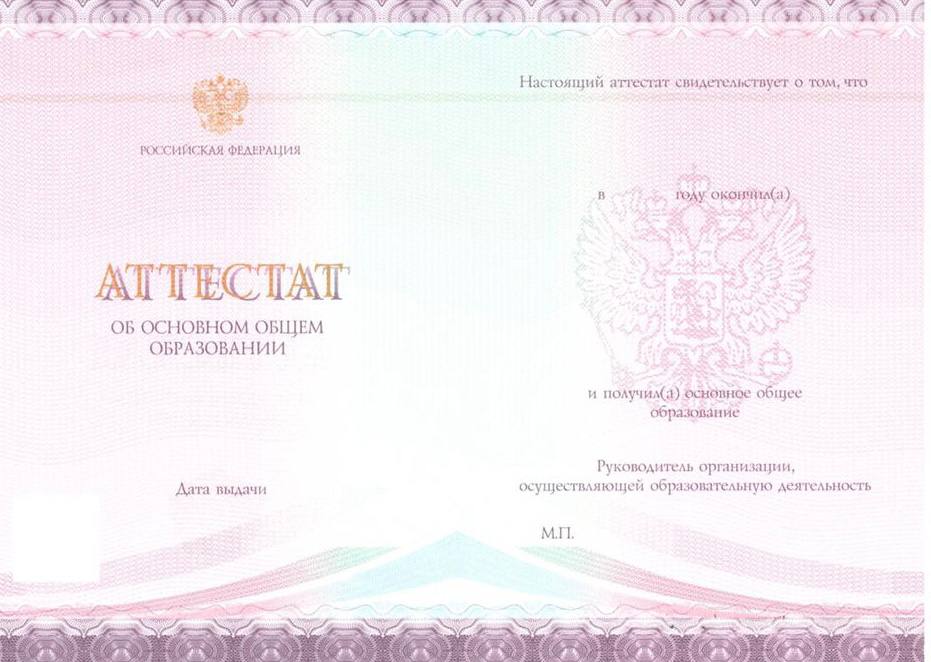 РОССИЙСКАЯ ФЕДЕРАЦИЯ
АТТЕСТАТ
ОБ ОСНОВНОМ ОБЩЕМ
ОБРАЗОВАНИИ
Дата выдачи
Настоящий аттестат свидетельствует о том, что
в году окончил(а)
и получил(а) основное общее
образование
Руководитель организации,
осуществляющей образовательную деятельность
М.П.